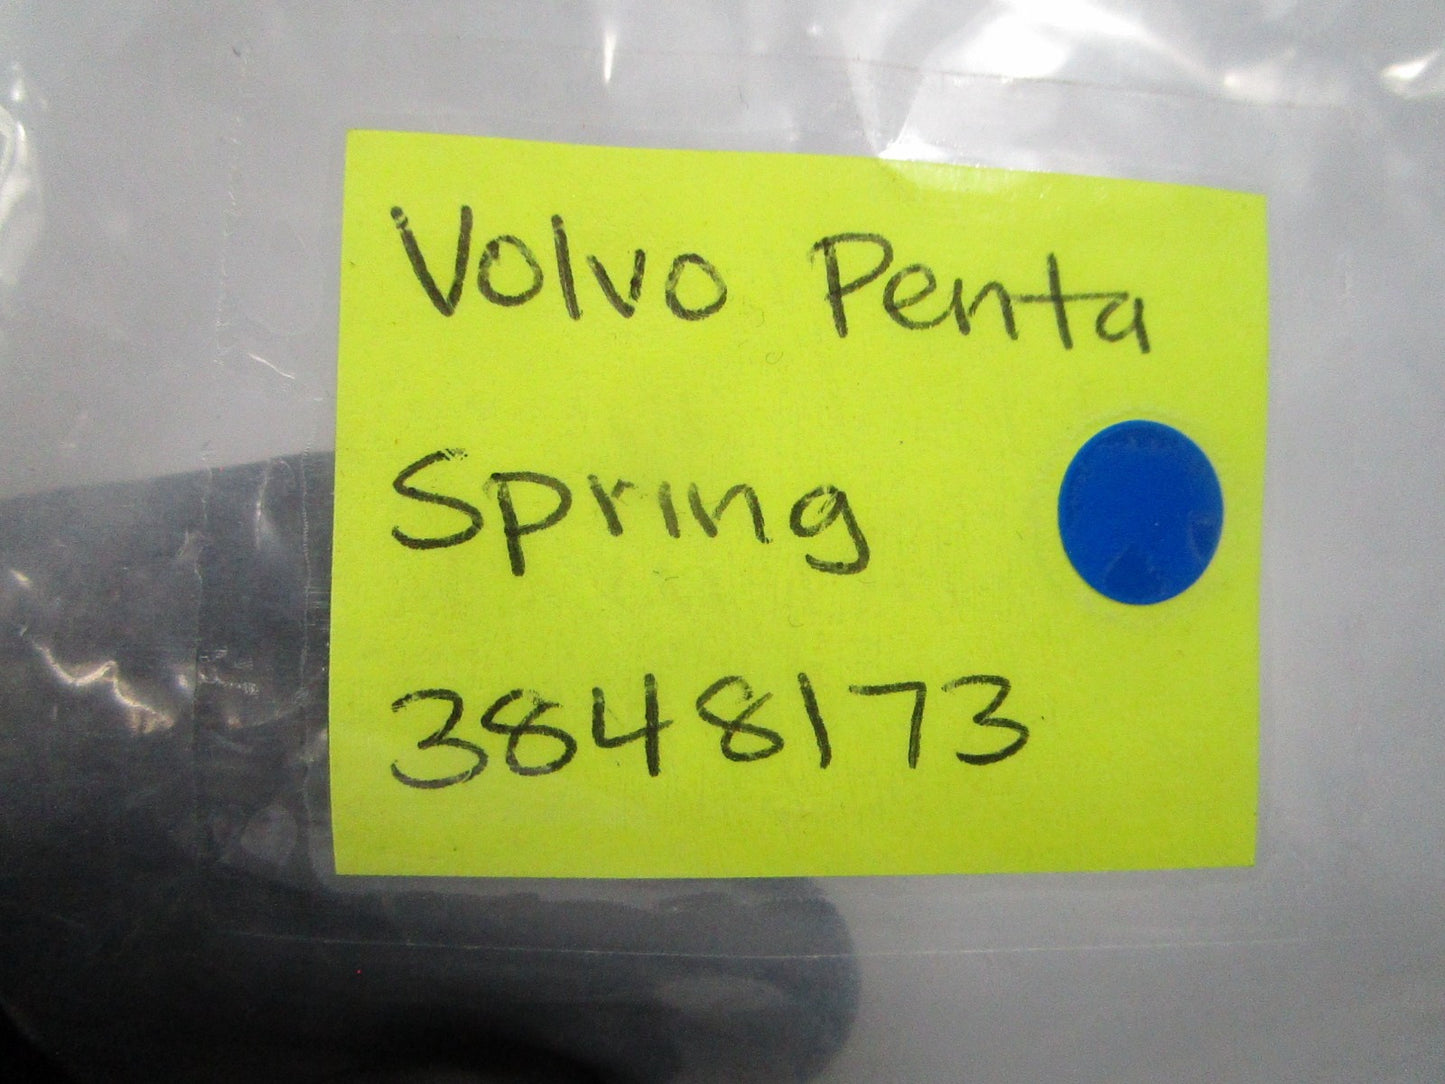 Volvo Penta
Spring
3848173